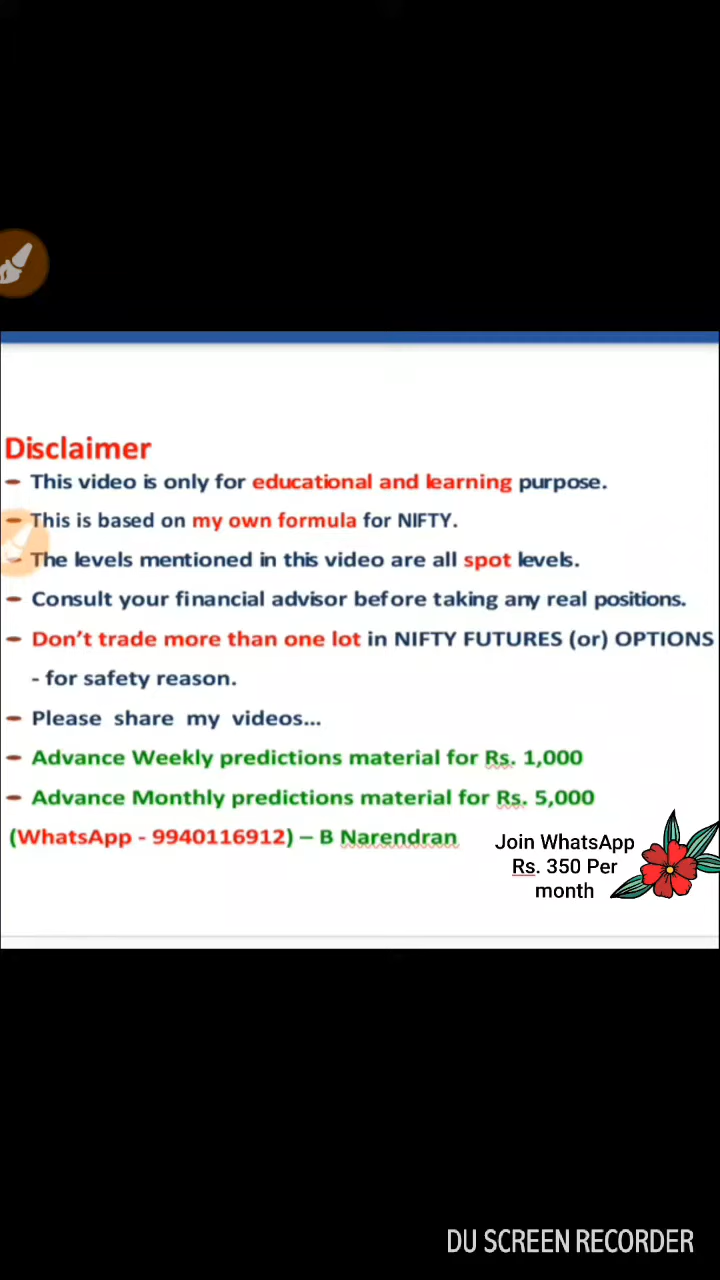 Disclaimer
- This video is only for educational and learning purpose.
- This is based on my own formula for NIFTY.
- The levels mentioned in this video are all spot levels.
- Consult your financial advisor before taking any real positions.
- Don't trade more than one lot in NIFTY FUTURES (or) OPTIONS
- for safety reason.
- Please share my videos...
- Advance Weekly predictions material for Rs. 1,000
- Advance Monthly predictions material for Rs. 5,000
(WhatsApp - 9940116912) – B Narendran
Join WhatsApp
Rs. 350 Per
month
DU SCREEN RECORDER